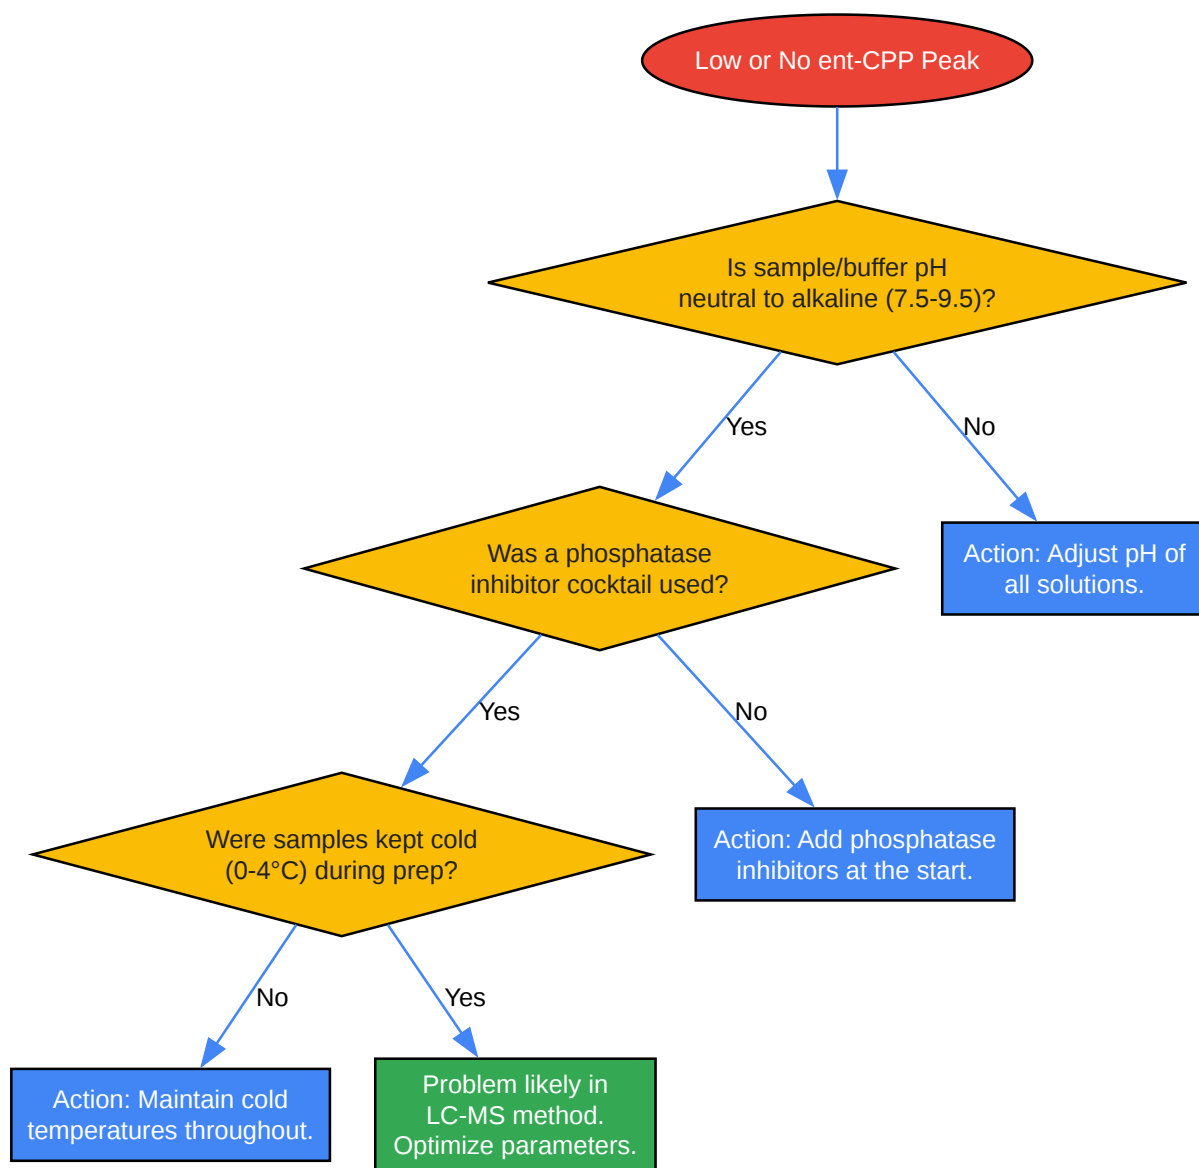 Low or No ent-CPP Peak
Is sample/buffer pH
neutral to alkaline (7.5-9.5)?
Yes
No
Was a phosphatase
inhibitor cocktail used?
Action: Adjust pH of
all solutions.
Yes
No
Were samples kept cold
(0-4°C) during prep?
Action: Add phosphatase
inhibitors at the start.
No
Yes
Action: Maintain cold
temperatures throughout.
Problem likely in
LC-MS method.
Optimize parameters.